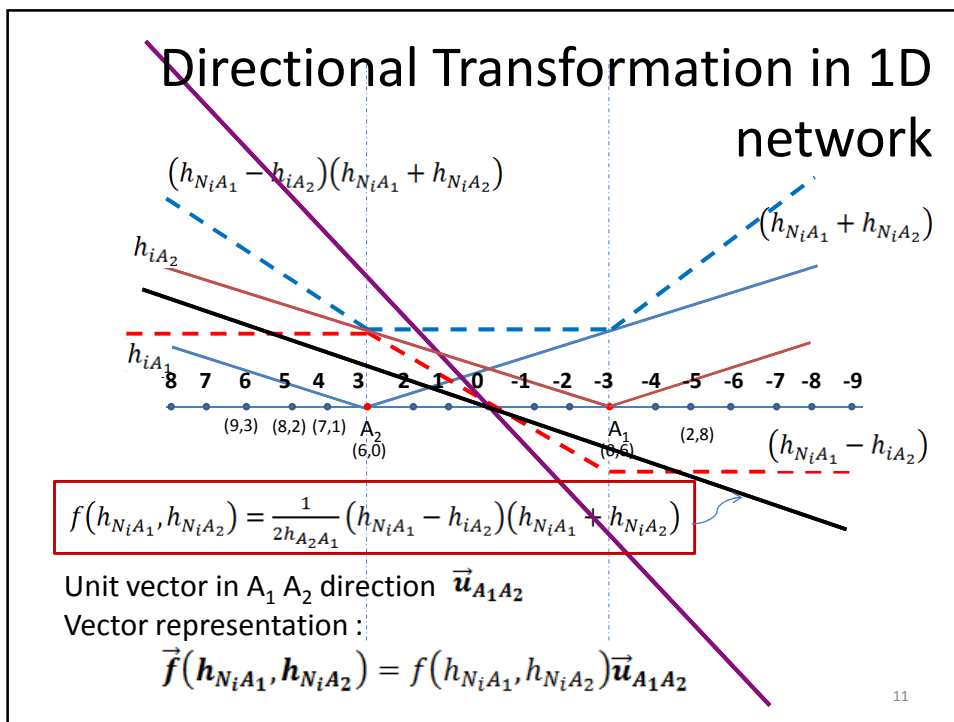 Directional Transformation in 1D
network
(h_{N_iA_1} − h_{iA_2})(h_{N_iA_1} + h_{N_iA_2})
(h_{N_iA_1} + h_{N_iA_2})
h_{iA_2}
h_{iA_1}
-8 7 6 5 4 3 2 1 0 -1 -2 -3 -4 -5 -6 -7 -8 -9
(9,3) (8,2) (7,1) A_2 A_1 (2,8)
(6,0) (0,6)
(h_{N_iA_1} − h_{iA_2})
f(h_{N_iA_1}, h_{N_iA_2}) = \frac{1}{2h_{A_2A_1}} (h_{N_iA_1} − h_{iA_2})(h_{N_iA_1} + h_{N_iA_2})
Unit vector in A_1 A_2 direction \vec{u}_{A_1A_2}
Vector representation :
\vec{f}(h_{N_iA_1}, h_{N_iA_2}) = f(h_{N_iA_1}, h_{N_iA_2})\vec{u}_{A_1A_2}
11